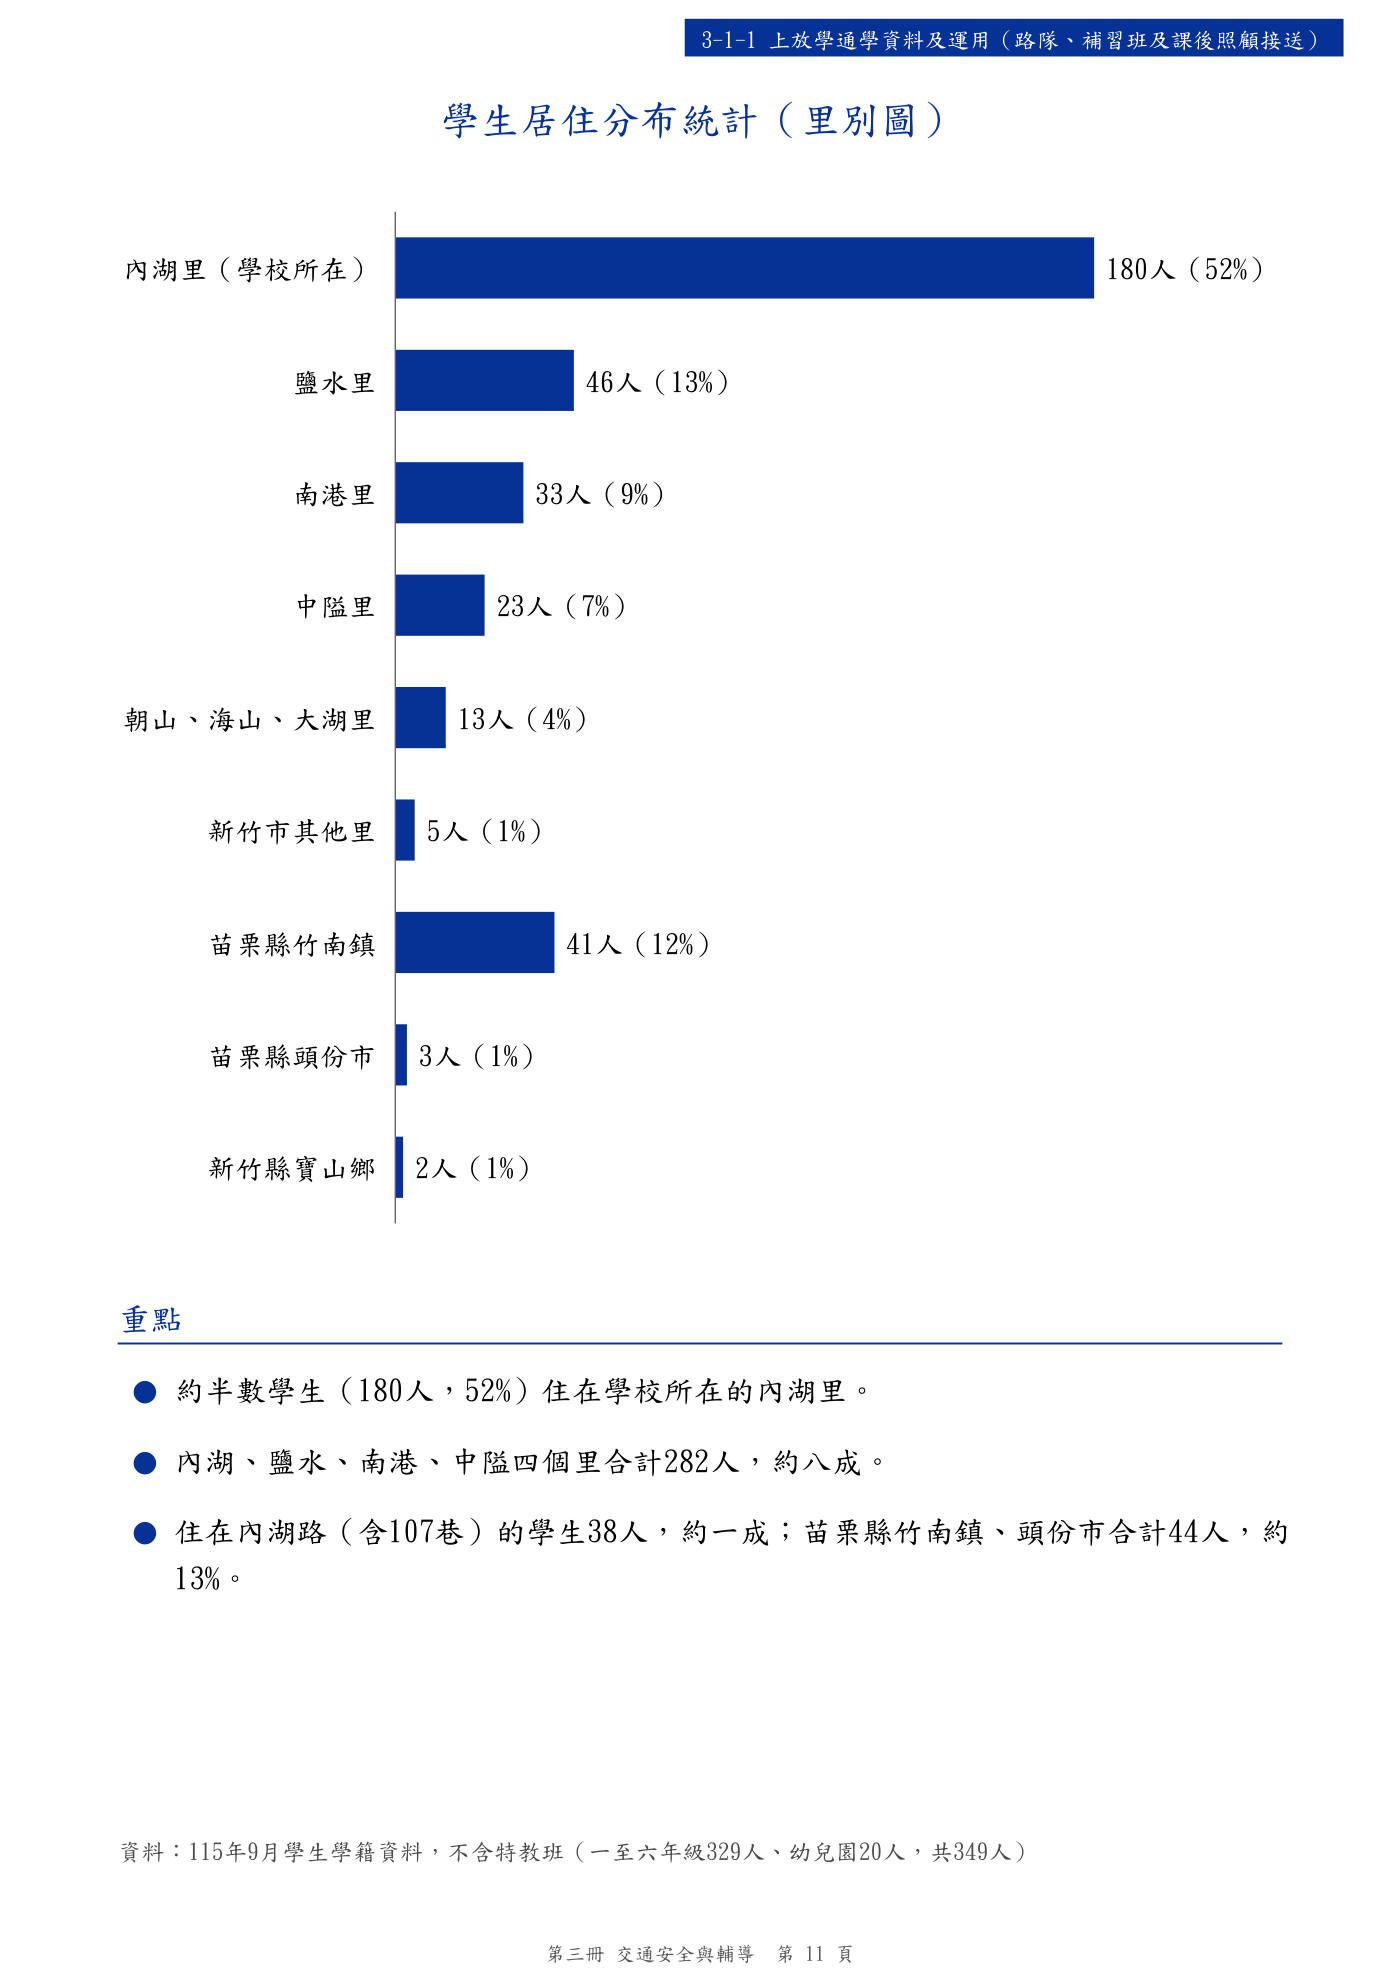 3-1-1 上放學通學資料及運用（路隊、補習班及課後照顧接送）
學生居住分布統計（里別圖）
內湖里（學校所在） 180人（52%）
鹽水里 46人（13%）
南港里 33人（9%）
中隘里 23人（7%）
朝山、海山、大湖里 13人（4%）
新竹市其他里 5人（1%）
苗栗縣竹南鎮 41人（12%）
苗栗縣頭份市 3人（1%）
新竹縣寶山鄉 2人（1%）
重點
● 約半數學生（180人，52%）住在學校所在的內湖里。
● 內湖、鹽水、南港、中隘四個里合計282人，約八成。
● 住在內湖路（含107巷）的學生38人，約一成；苗栗縣竹南鎮、頭份市合計44人，約
13%。
資料：115年9月學生學籍資料，不含特教班（一至六年級329人、幼兒園20人，共349人）
第三冊 交通安全與輔導 第 11 頁